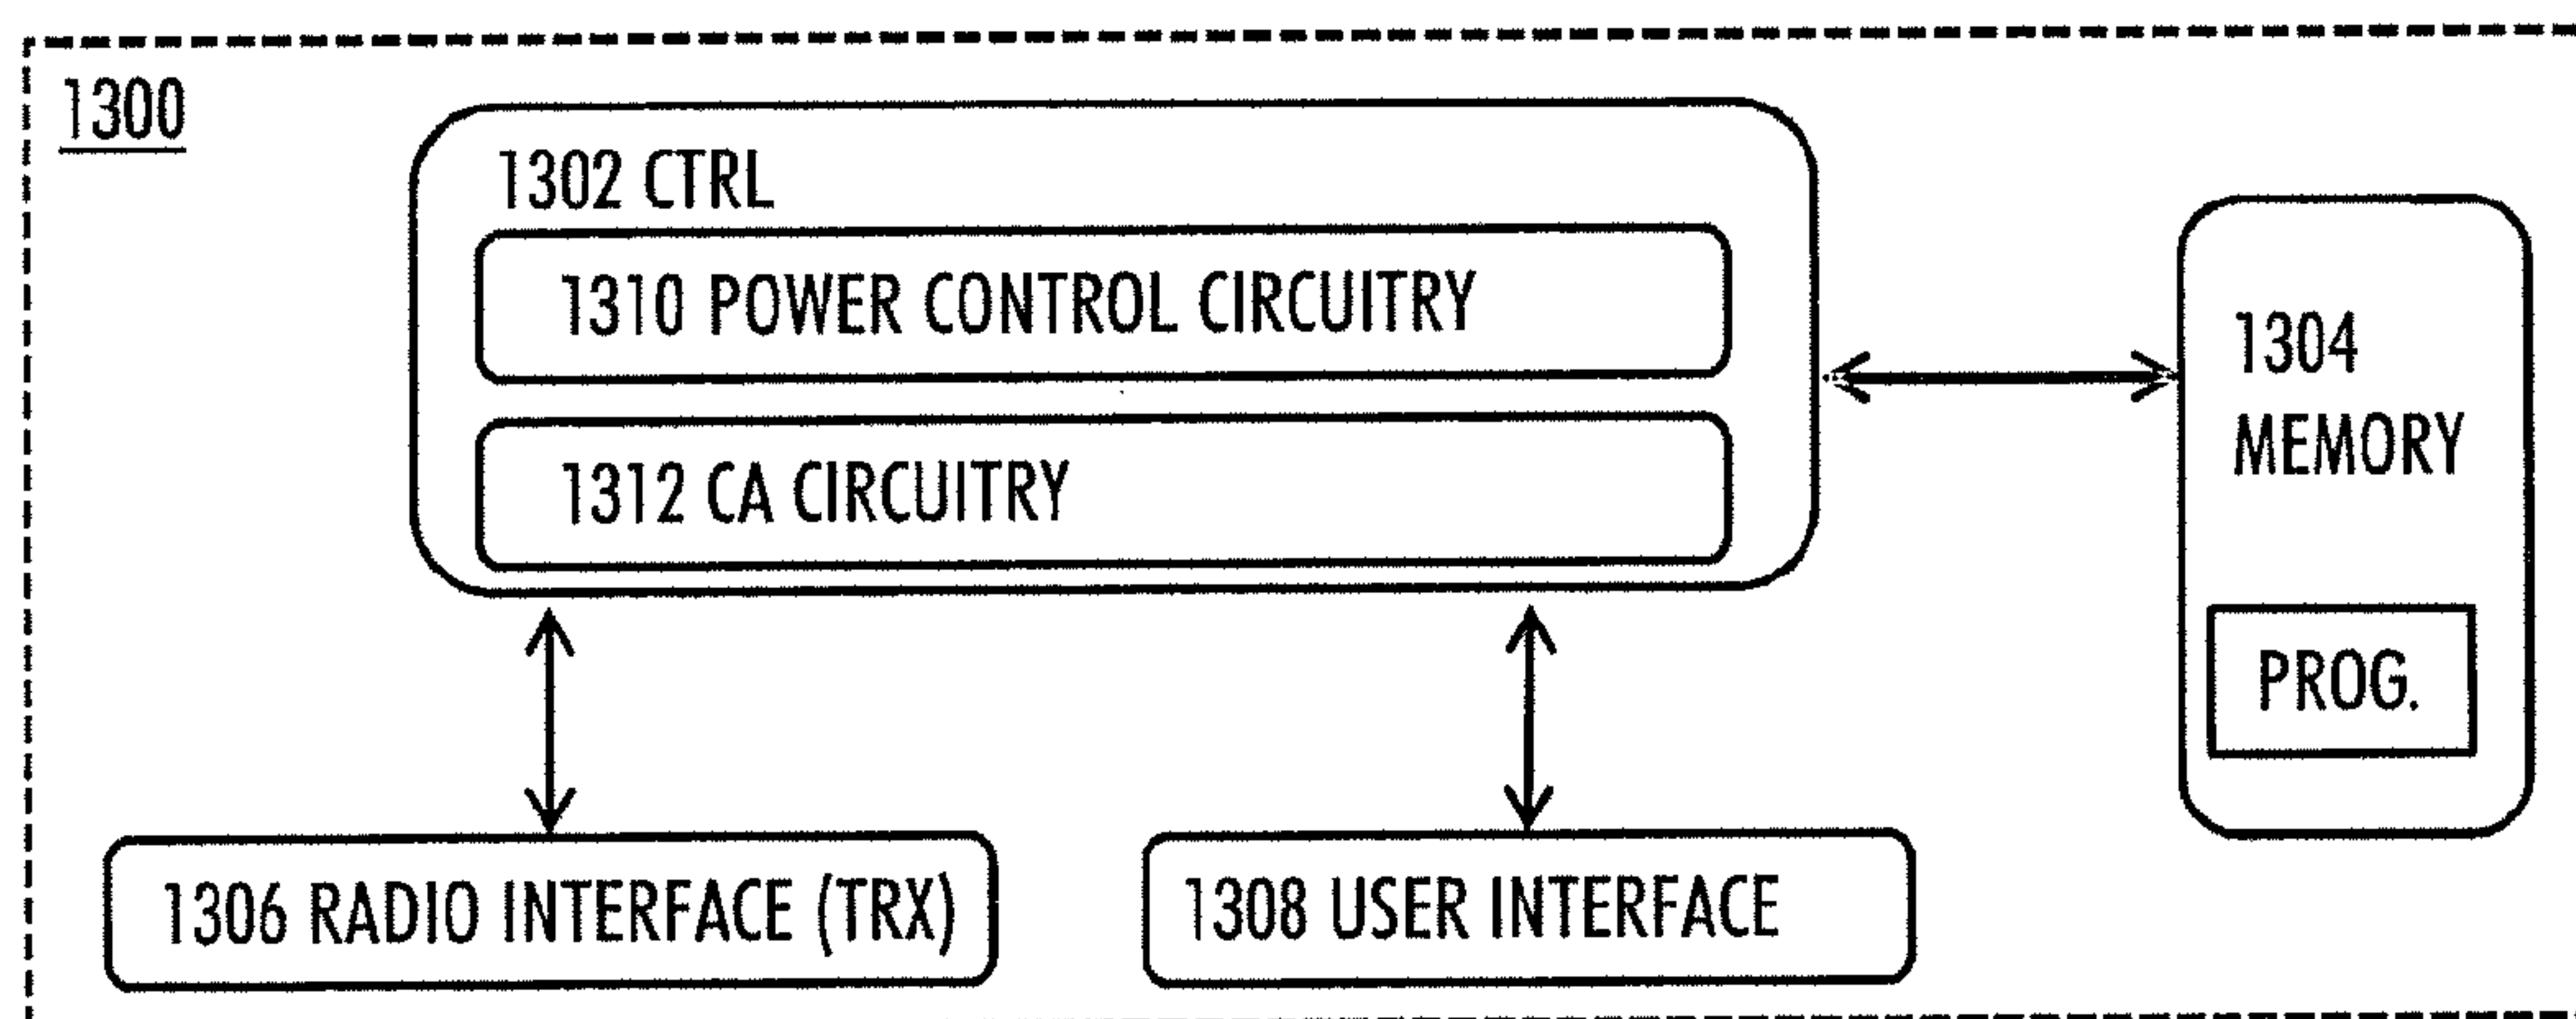 1300
1302 CTRL
1310 POWER CONTROL CIRCUITRY
1312 CA CIRCUITRY
1304
MEMORY
PROG.
1306 RADIO INTERFACE (TRX)
1308 USER INTERFACE